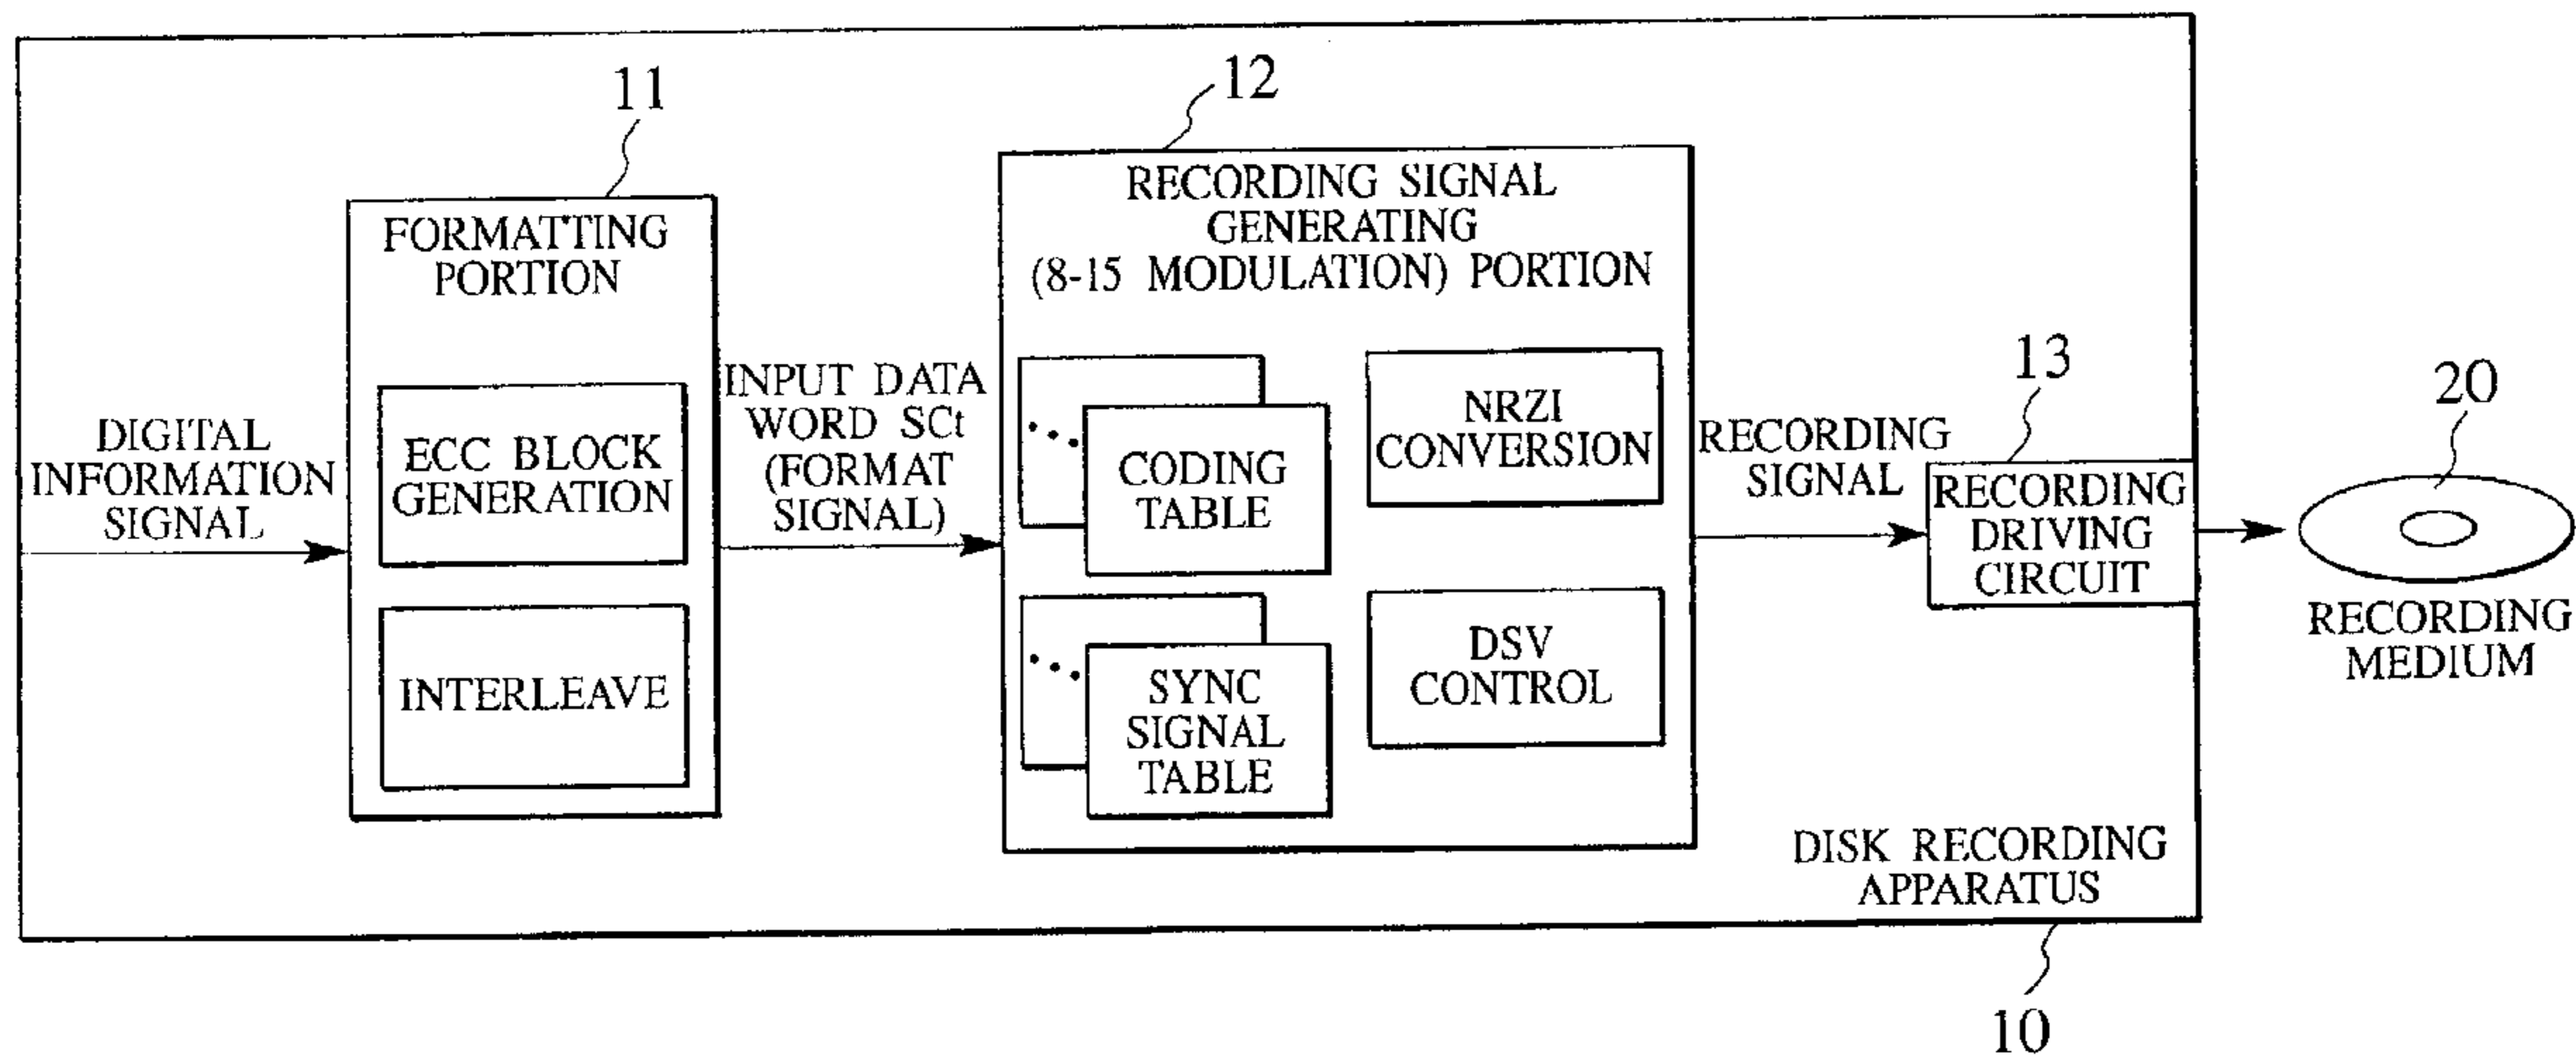 11
12
RECORDING SIGNAL
GENERATING
(8-15 MODULATION) PORTION
FORMATTING
PORTION
13
20
INPUT DATA
WORD SCt
(FORMAT
SIGNAL)
DIGITAL
INFORMATION
SIGNAL
ECC BLOCK
GENERATION
CODING
TABLE
NRZI
CONVERSION
RECORDING
SIGNAL
RECORDING
DRIVING
CIRCUIT
RECORDING
MEDIUM
INTERLEAVE
SYNC
SIGNAL
TABLE
DSV
CONTROL
DISK RECORDING
APPARATUS
10